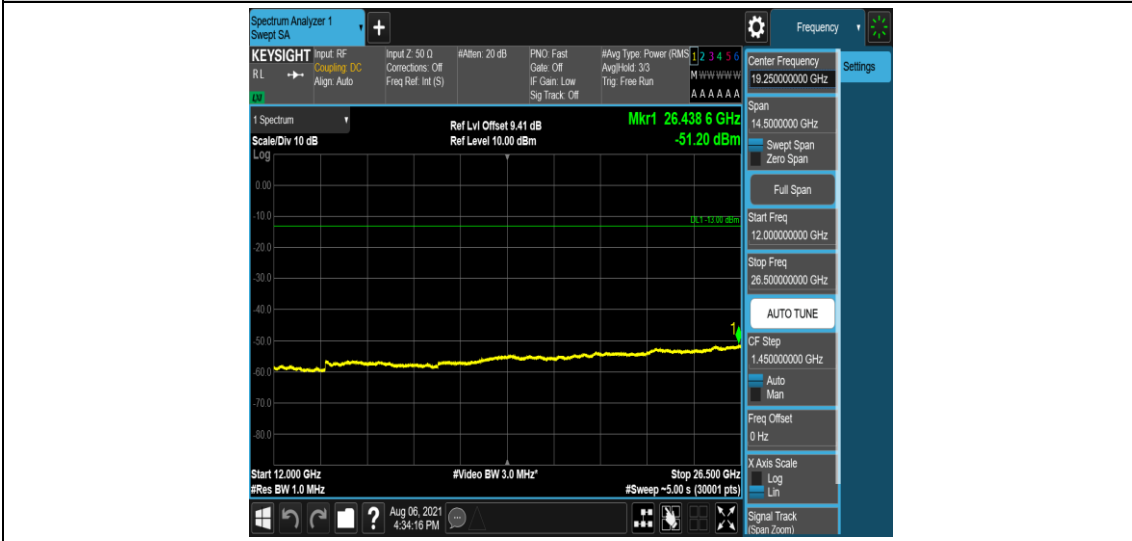 Spectrum Analyzer 1
Swept SA
+
Frequency
KEYSIGHT
RL
Input: RF
Coupling: DC
Align: Auto
Input Z: 50 Ω
Corrections: Off
Freq Ref: Int (S)
#Atten: 20 dB
PNO: Fast
Gate: Off
IF Gain: Low
Sig Track: Off
#Avg Type: Power (RMS
Avg|Hold: 3/3
Trig: Free Run
1 2 3 4 5 6
M W W W W W
A A A A A A
1 Spectrum
Scale/Div 10 dB
Log
Ref Lvl Offset 9.41 dB
Ref Level 10.00 dBm
Mkr1 26.438 6 GHz
-51.20 dBm
0.00
-10.0
DL1 -13.00 dBm
-20.0
-30.0
-40.0
1
-50.0
-60.0
-70.0
-80.0
Start 12.000 GHz
#Res BW 1.0 MHz
#Video BW 3.0 MHz*
Stop 26.500 GHz
#Sweep ~5.00 s (30001 pts)
?
Aug 06, 2021
4:34:16 PM
Center Frequency
19.250000000 GHz
Settings
Span
14.5000000 GHz
Swept Span
Zero Span
Full Span
Start Freq
12.000000000 GHz
Stop Freq
26.500000000 GHz
AUTO TUNE
CF Step
1.450000000 GHz
Auto
Man
Freq Offset
0 Hz
X Axis Scale
Log
Lin
Signal Track
(Span Zoom)